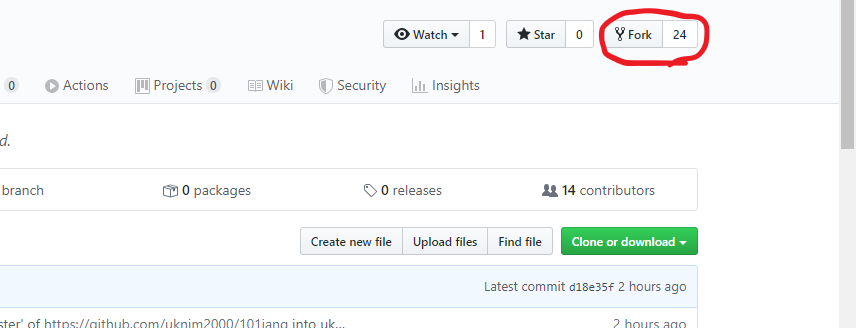 Watch 1 Star 0 Fork 24
0 Actions Projects 0 Wiki Security Insights
d.
branch 0 packages 0 releases 14 contributors
Create new file Upload files Find file Clone or download
Latest commit d18e35f 2 hours ago
ster' of https://github.com/uknim2000/101iang into uk... 2 hours ago